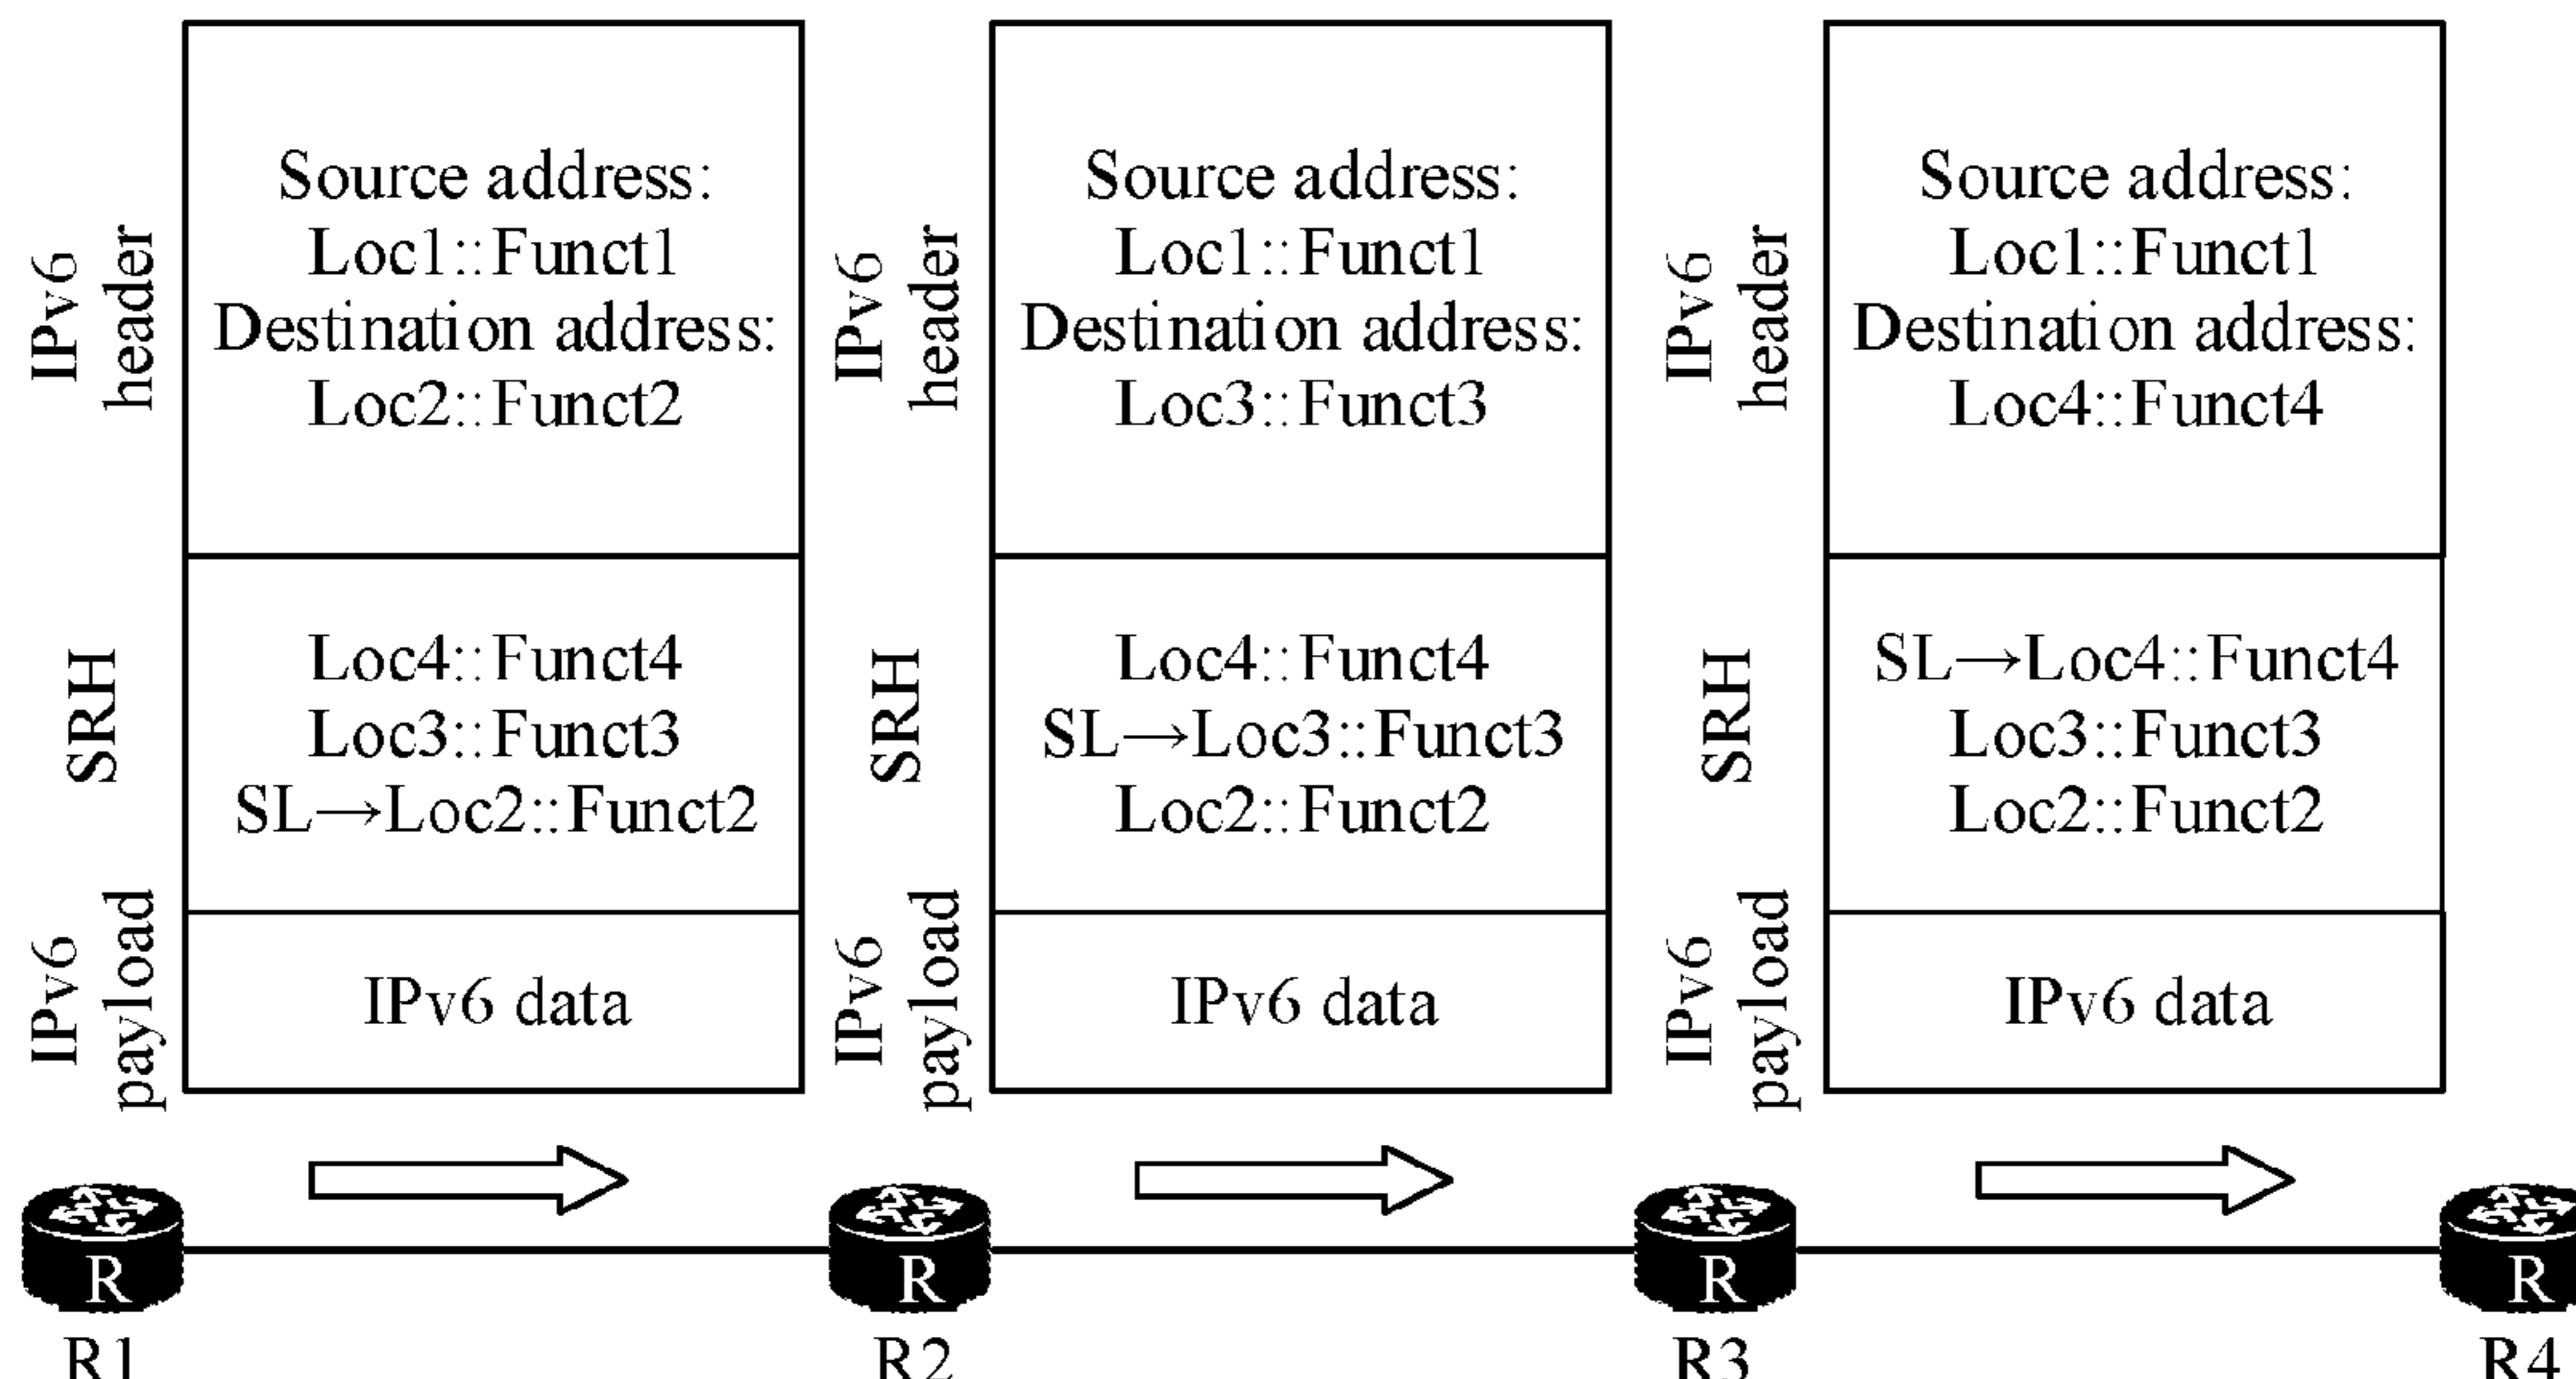 IPv6 header
Source address:
Loc1::Funct1
Destination address:
Loc2::Funct2
SRH
Loc4::Funct4
Loc3::Funct3
SL→Loc2::Funct2
IPv6 payload
IPv6 data
IPv6 header
Source address:
Loc1::Funct1
Destination address:
Loc3::Funct3
SRH
Loc4::Funct4
SL→Loc3::Funct3
Loc2::Funct2
IPv6 payload
IPv6 data
IPv6 header
Source address:
Loc1::Funct1
Destination address:
Loc4::Funct4
SRH
SL→Loc4::Funct4
Loc3::Funct3
Loc2::Funct2
IPv6 payload
IPv6 data
R
R
R
R
R1
R2
R3
R4